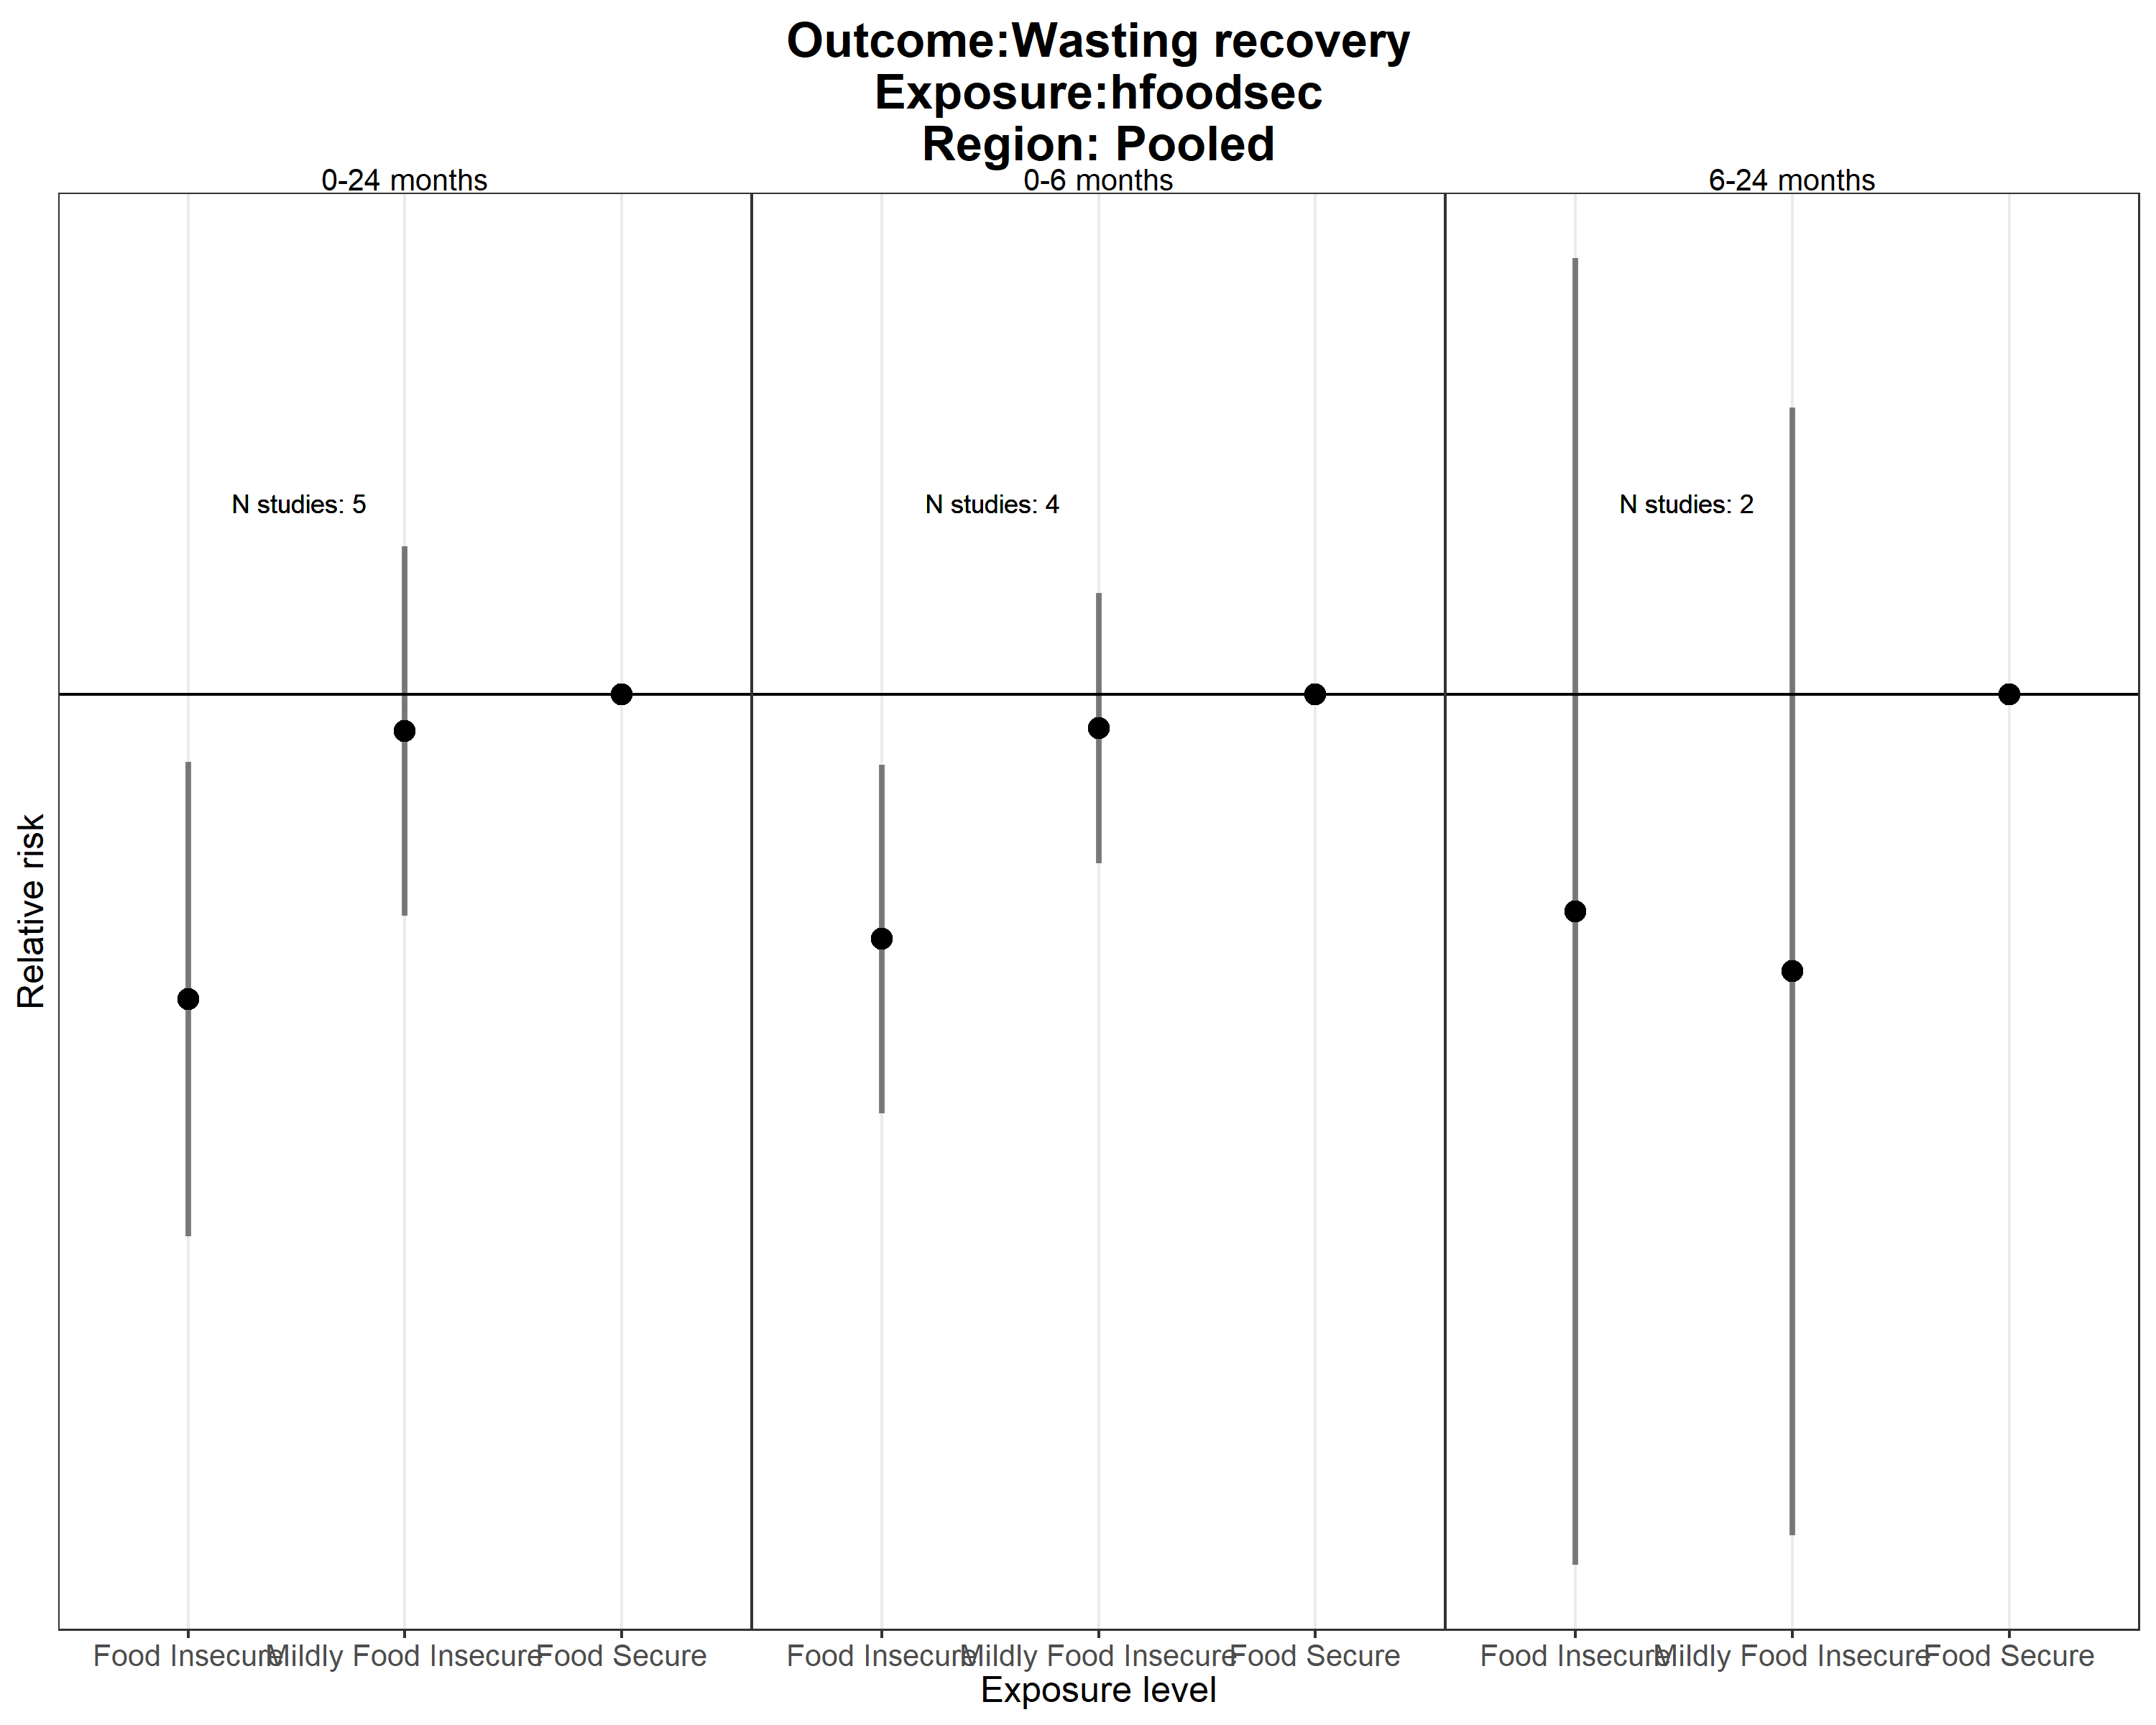 Outcome:Wasting recovery
Exposure:hfoodsec
Region: Pooled
0-24 months
0-6 months
6-24 months
N studies: 5
N studies: 4
N studies: 2
Relative risk
Food Insecure
Mildly Food Insecure
Food Secure
Food Insecure
Mildly Food Insecure
Food Secure
Food Insecure
Mildly Food Insecure
Food Secure
Exposure level